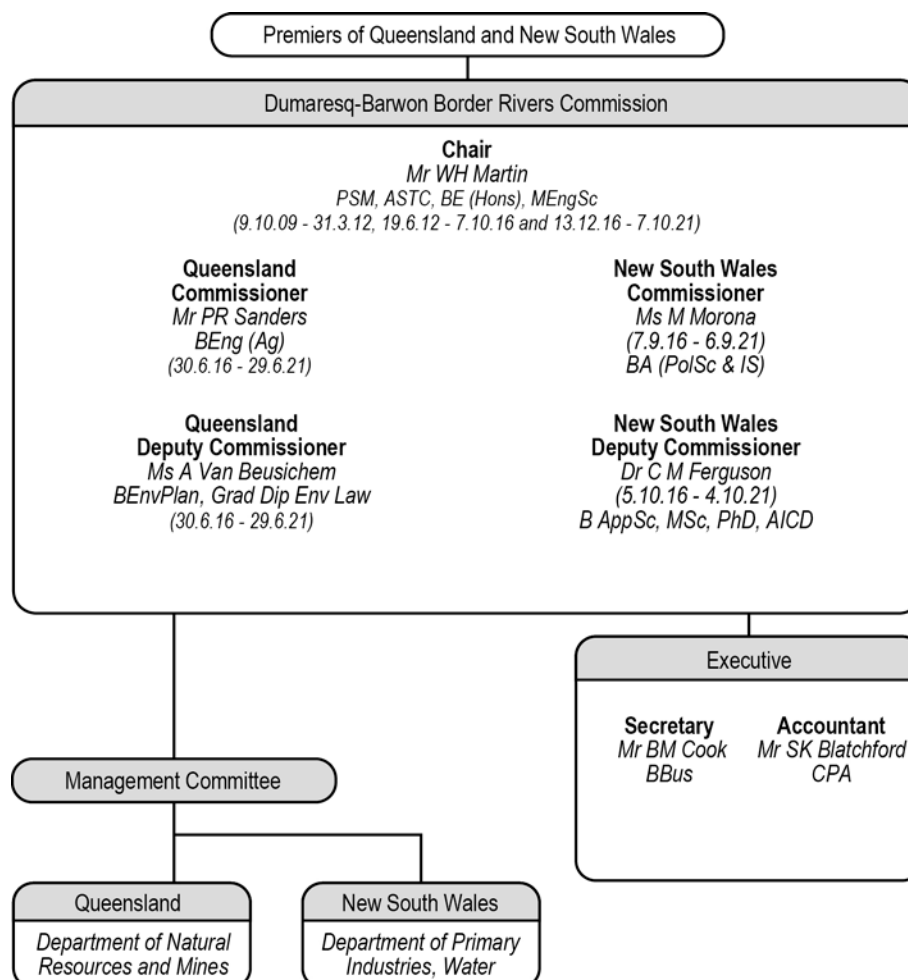 Premiers of Queensland and New South Wales
Dumaresq-Barwon Border Rivers Commission
Chair
Mr WH Martin
PSM, ASTC, BE (Hons), MEngSc
(9.10.09 - 31.3.12, 19.6.12 - 7.10.16 and 13.12.16 - 7.10.21)
Queensland
Commissioner
Mr PR Sanders
BEng (Ag)
(30.6.16 - 29.6.21)
New South Wales
Commissioner
Ms M Morona
(7.9.16 - 6.9.21)
BA (PolSc & IS)
Queensland
Deputy Commissioner
Ms A Van Beusichem
BEnvPlan, Grad Dip Env Law
(30.6.16 - 29.6.21)
New South Wales
Deputy Commissioner
Dr C M Ferguson
(5.10.16 - 4.10.21)
B AppSc, MSc, PhD, AICD
Executive
Secretary
Mr BM Cook
BBus
Accountant
Mr SK Blatchford
CPA
Management Committee
Queensland
Department of Natural
Resources and Mines
New South Wales
Department of Primary
Industries, Water